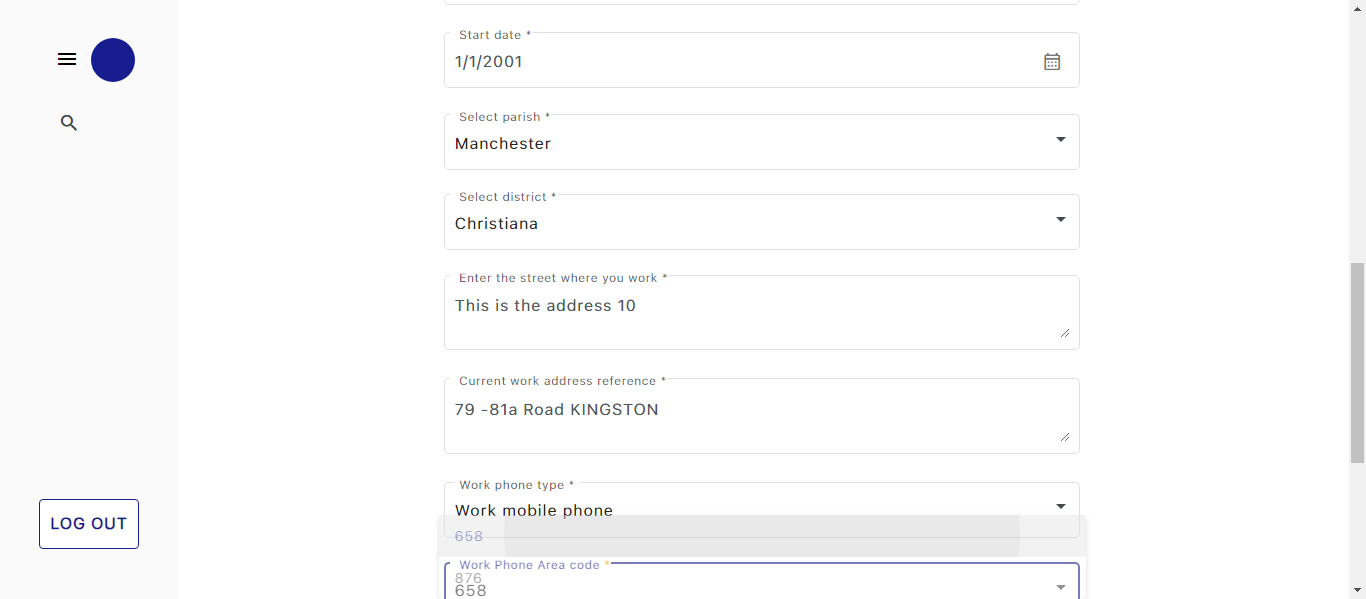 Start date *
1/1/2001
Select parish *
Manchester
Select district *
Christiana
Enter the street where you work *
This is the address 10
Current work address reference *
79 -81a Road KINGSTON
Work phone type *
Work mobile phone
658
Work Phone Area code *
876
658
LOG OUT